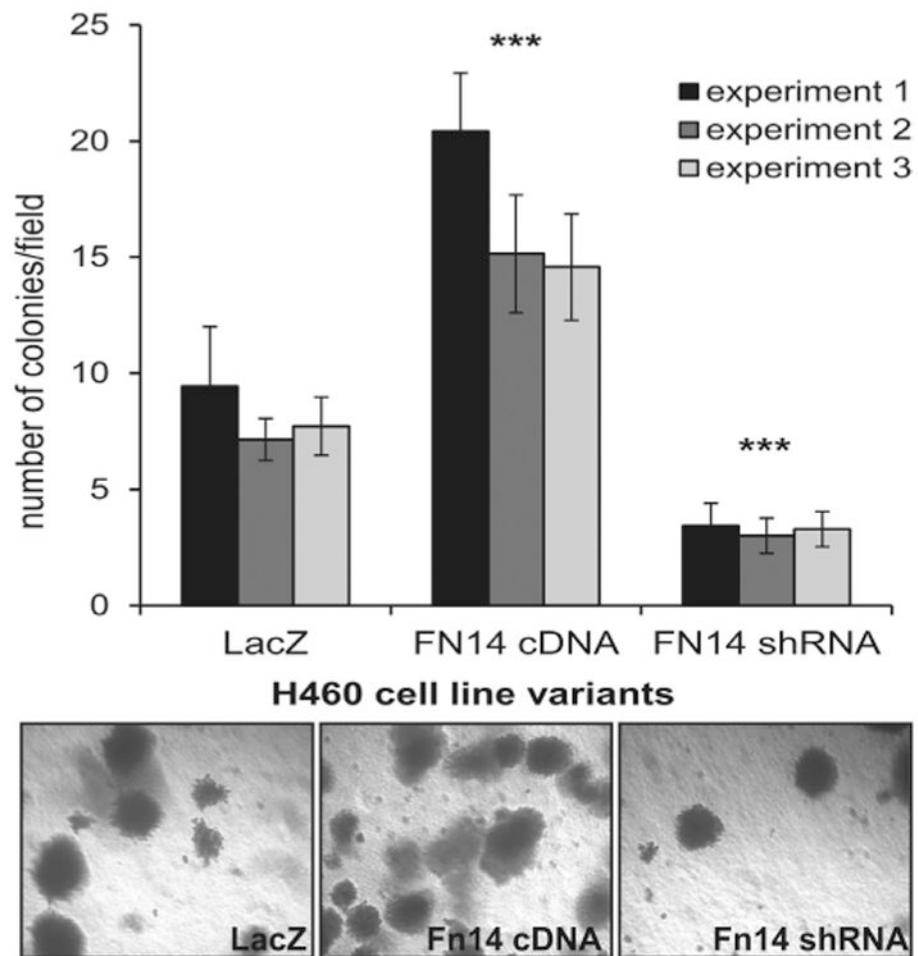 25
20
15
10
5
0
number of colonies/field
***
***
experiment 1
experiment 2
experiment 3
LacZ
FN14 cDNA
FN14 shRNA
H460 cell line variants
LacZ
Fn14 cDNA
Fn14 shRNA